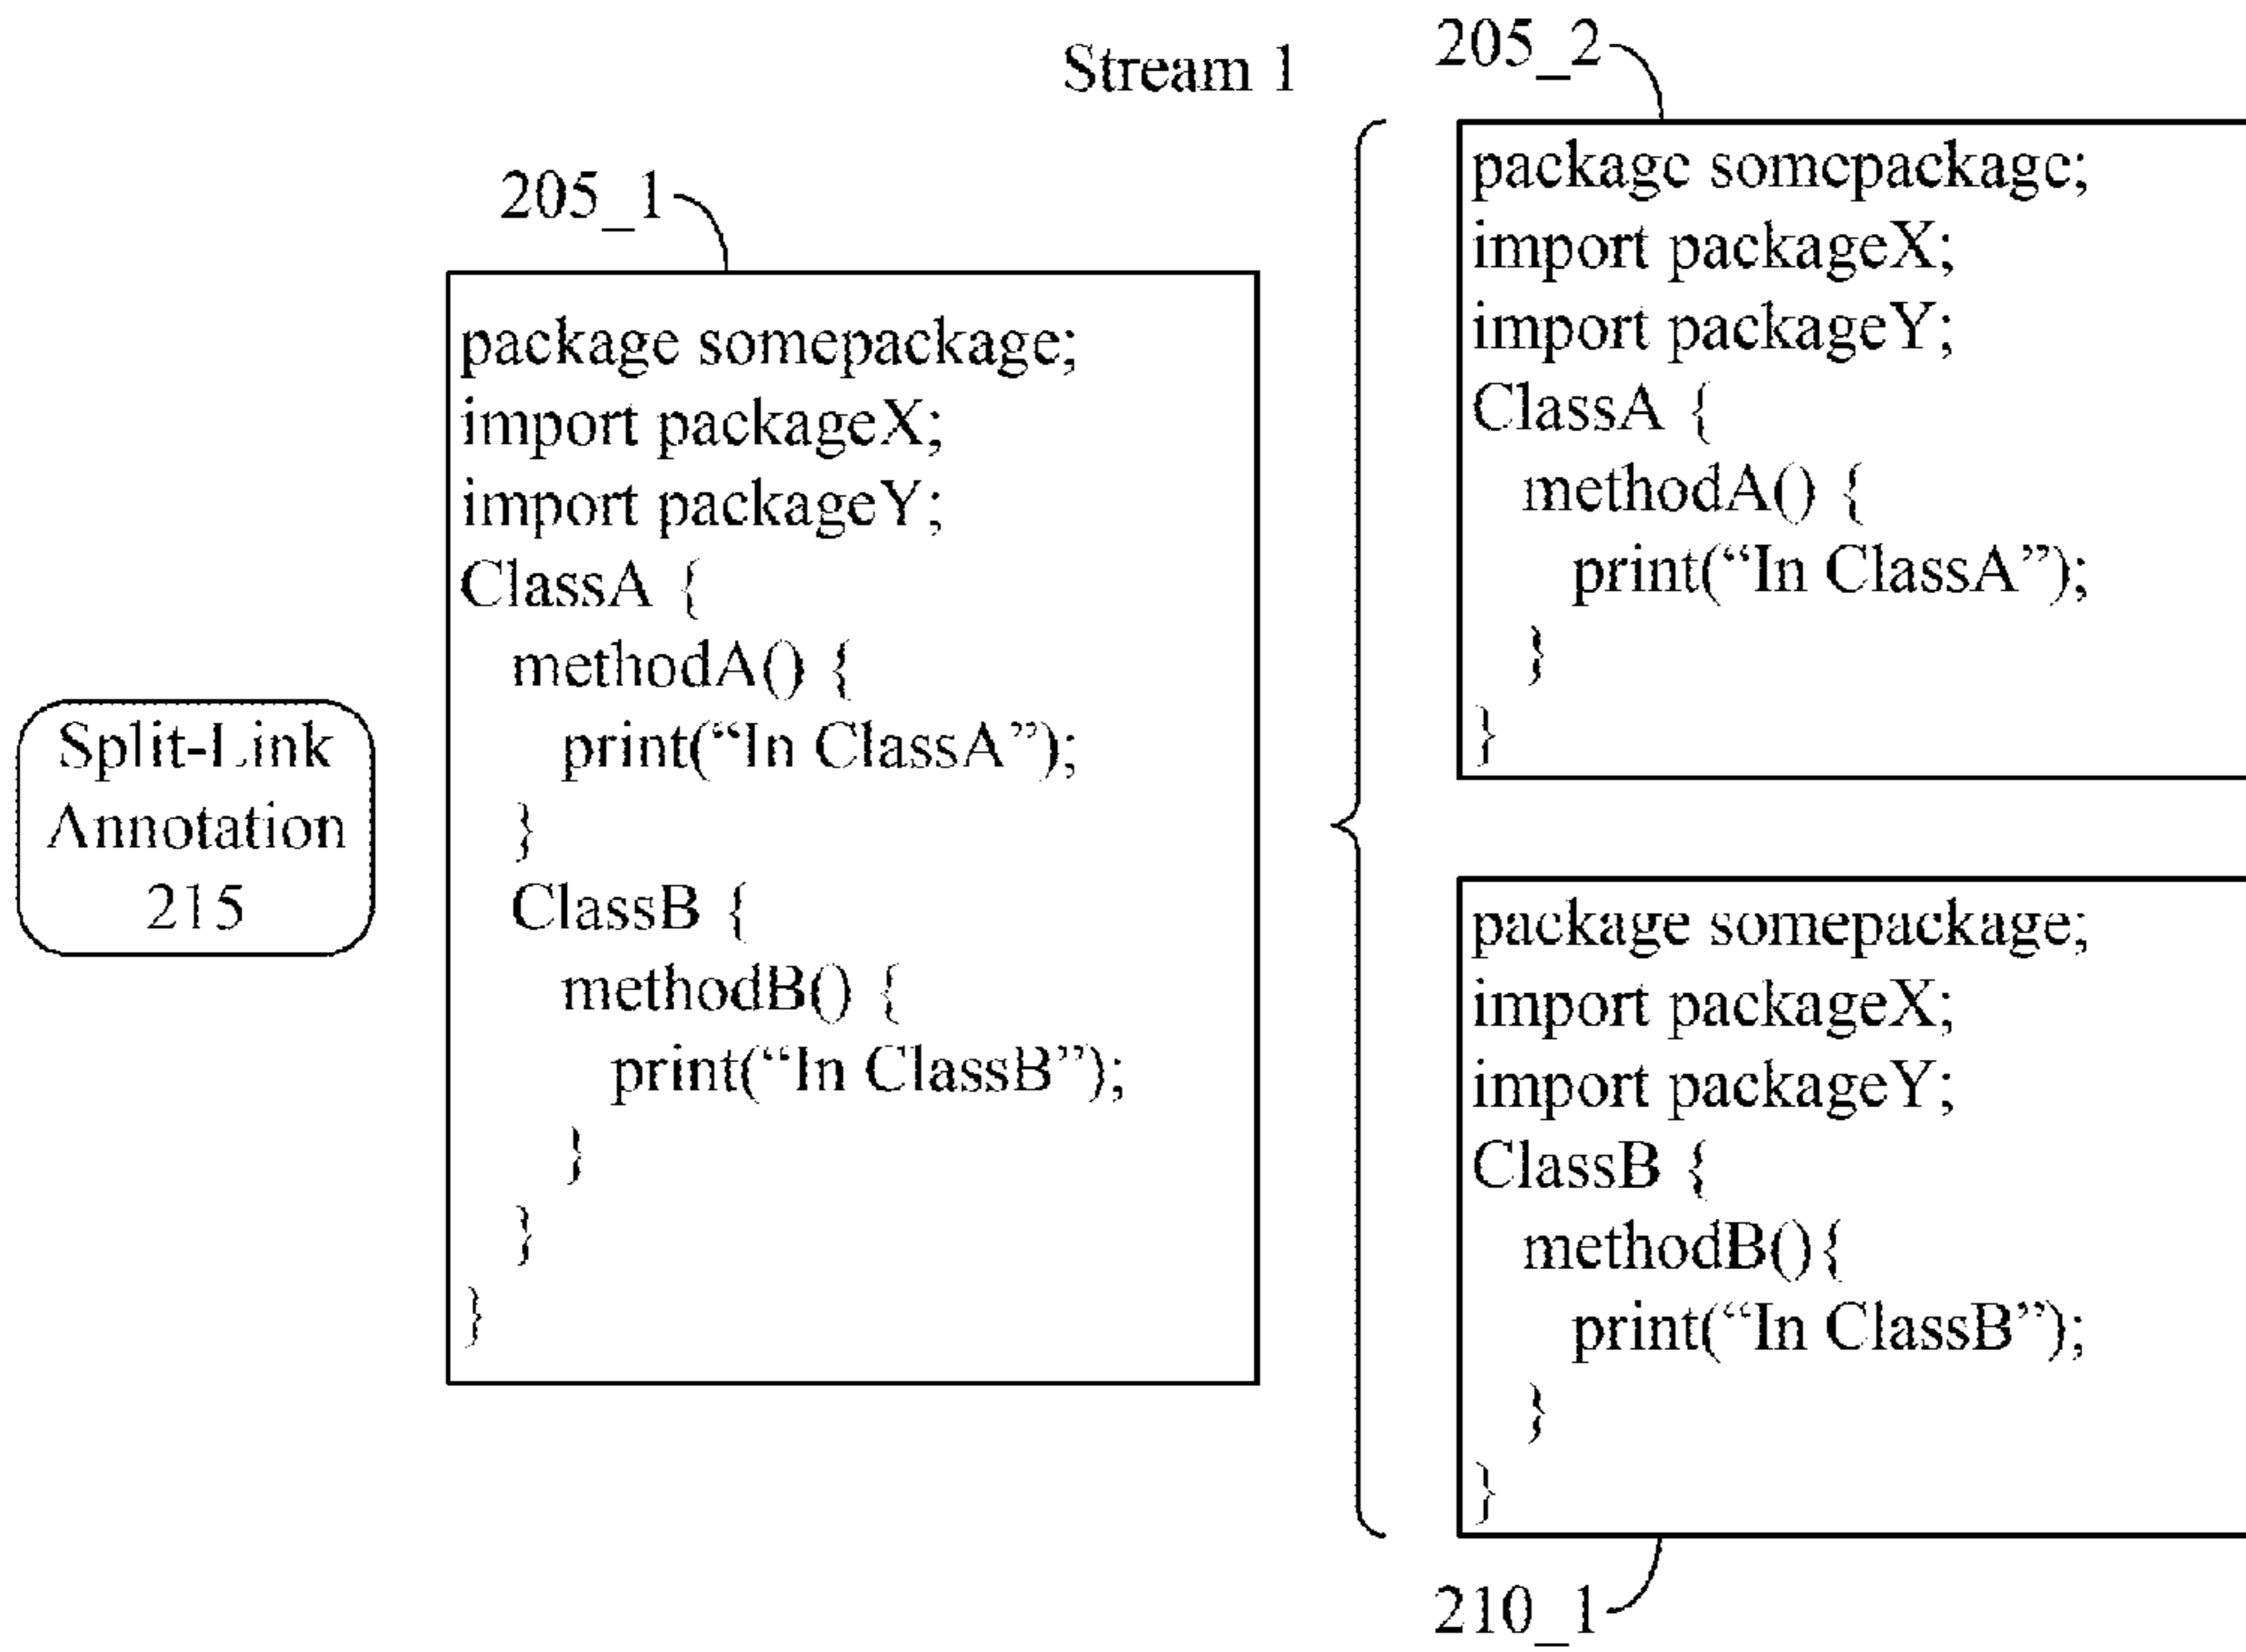 Stream 1
205_1
package somepackage;
import packageX;
import packageY;
ClassA {
methodA() {
print(“In ClassA”);
}
ClassB {
methodB() {
print(“In ClassB”);
}
}
}
Split-Link
Annotation
215
205_2
package somepackage;
import packageX;
import packageY;
ClassA {
methodA() {
print(“In ClassA”);
}
}
package somepackage;
import packageX;
import packageY;
ClassB {
methodB(){
print(“In ClassB”);
}
}
210_1